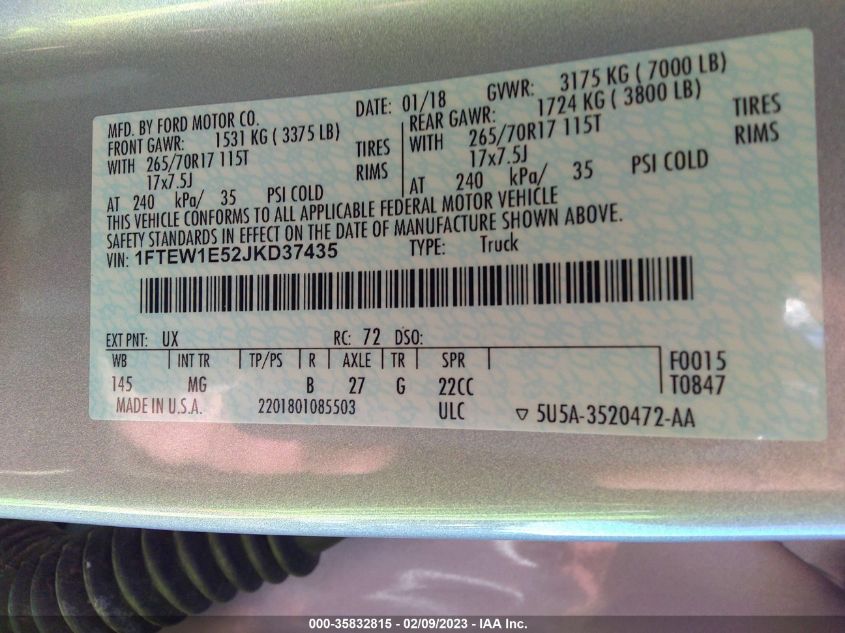 MFD. BY FORD MOTOR CO.
DATE: 01/18
GVWR: 3175 KG ( 7000 LB)
FRONT GAWR: 1531 KG ( 3375 LB)
WITH 265/70R17 115T TIRES
17x7.5J RIMS
AT 240 kPa/ 35 PSI COLD
REAR GAWR: 1724 KG ( 3800 LB)
WITH 265/70R17 115T TIRES
17x7.5J RIMS
AT 240 kPa/ 35 PSI COLD
THIS VEHICLE CONFORMS TO ALL APPLICABLE FEDERAL MOTOR VEHICLE
SAFETY STANDARDS IN EFFECT ON THE DATE OF MANUFACTURE SHOWN ABOVE.
VIN: 1FTEW1E52JKD37435 TYPE: Truck
EXT PNT: UX RC: 72 DSO:
WB INT TR TP/PS R AXLE TR SPR F0015
145 MG B 27 G 22CC T0847
MADE IN U.S.A. 2201801085503 ULC ▽ 5U5A-3520472-AA
000-35832815 - 02/09/2023 - IAA Inc.